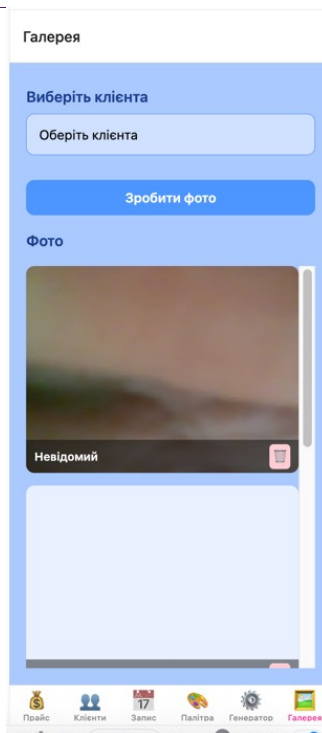 Галерея
Виберіть клієнта
Оберіть клієнта
Зробити фото
Фото
Невідомий
17
Прайс Клієнти Запис Палітра Генератор Галерея